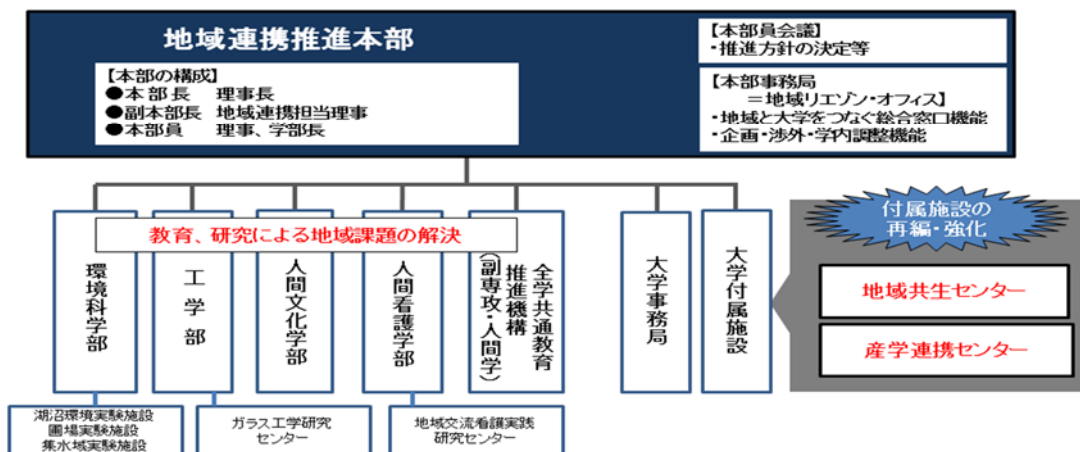 地域連携推進本部
【本部の構成】
●本部長　理事長
●副本部長　地域連携担当理事
●本部員　理事、学部長
【本部員会議】
・推進方針の決定等
【本部事務局
＝地域リエゾン・オフィス】
・地域と大学をつなぐ総合窓口機能
・企画・渉外・学内調整機能
教育、研究による地域課題の解決
環境科学部
工学部
人間文化学部
人間看護学部
全学共通教育
推進機構
（副専攻・人間学）
大学事務局
大学付属施設
付属施設の
再編・強化
地域共生センター
産学連携センター
湖沼環境実験施設
圃場実験施設
集水域実験施設
ガラス工学研究
センター
地域交流看護実践
研究センター